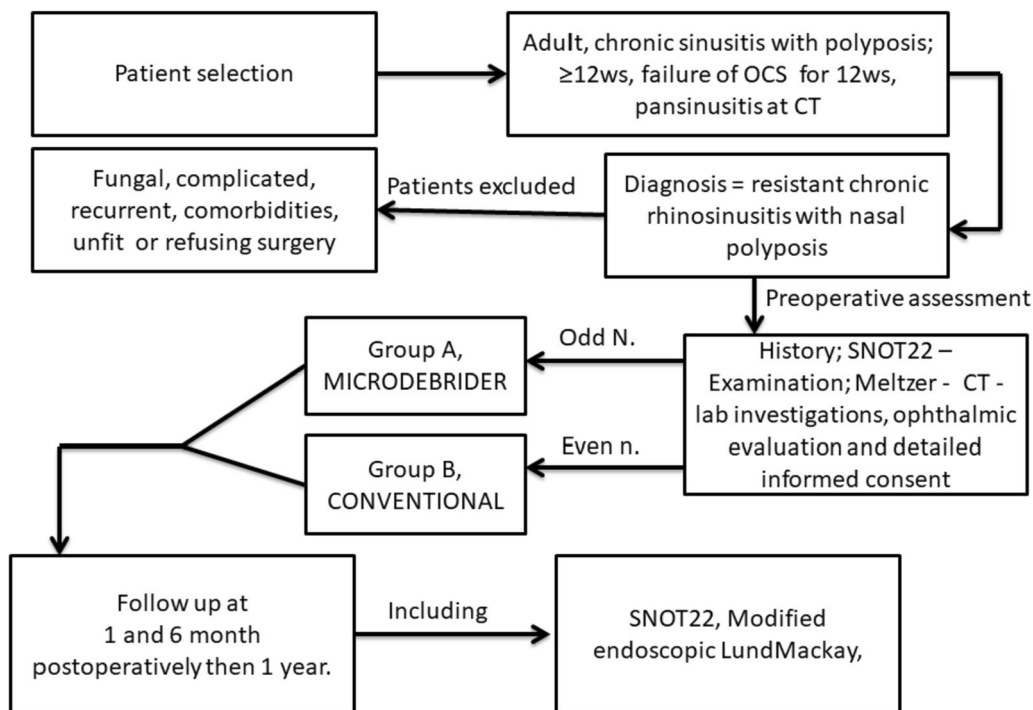 Patient selection
Adult, chronic sinusitis with polyposis;
≥12ws, failure of OCS for 12ws,
pansinusitis at CT
Fungal, complicated,
recurrent, comorbidities,
unfit or refusing surgery
Patients excluded
Diagnosis = resistant chronic
rhinosinusitis with nasal
polyposis
Preoperative assessment
Group A,
MICRODEBRIDER
Odd N.
History; SNOT22 –
Examination; Meltzer - CT -
lab investigations, ophthalmic
evaluation and detailed
informed consent
Group B,
CONVENTIONAL
Even n.
Follow up at
1 and 6 month
postoperatively then 1 year.
Including
SNOT22, Modified
endoscopic LundMackay,